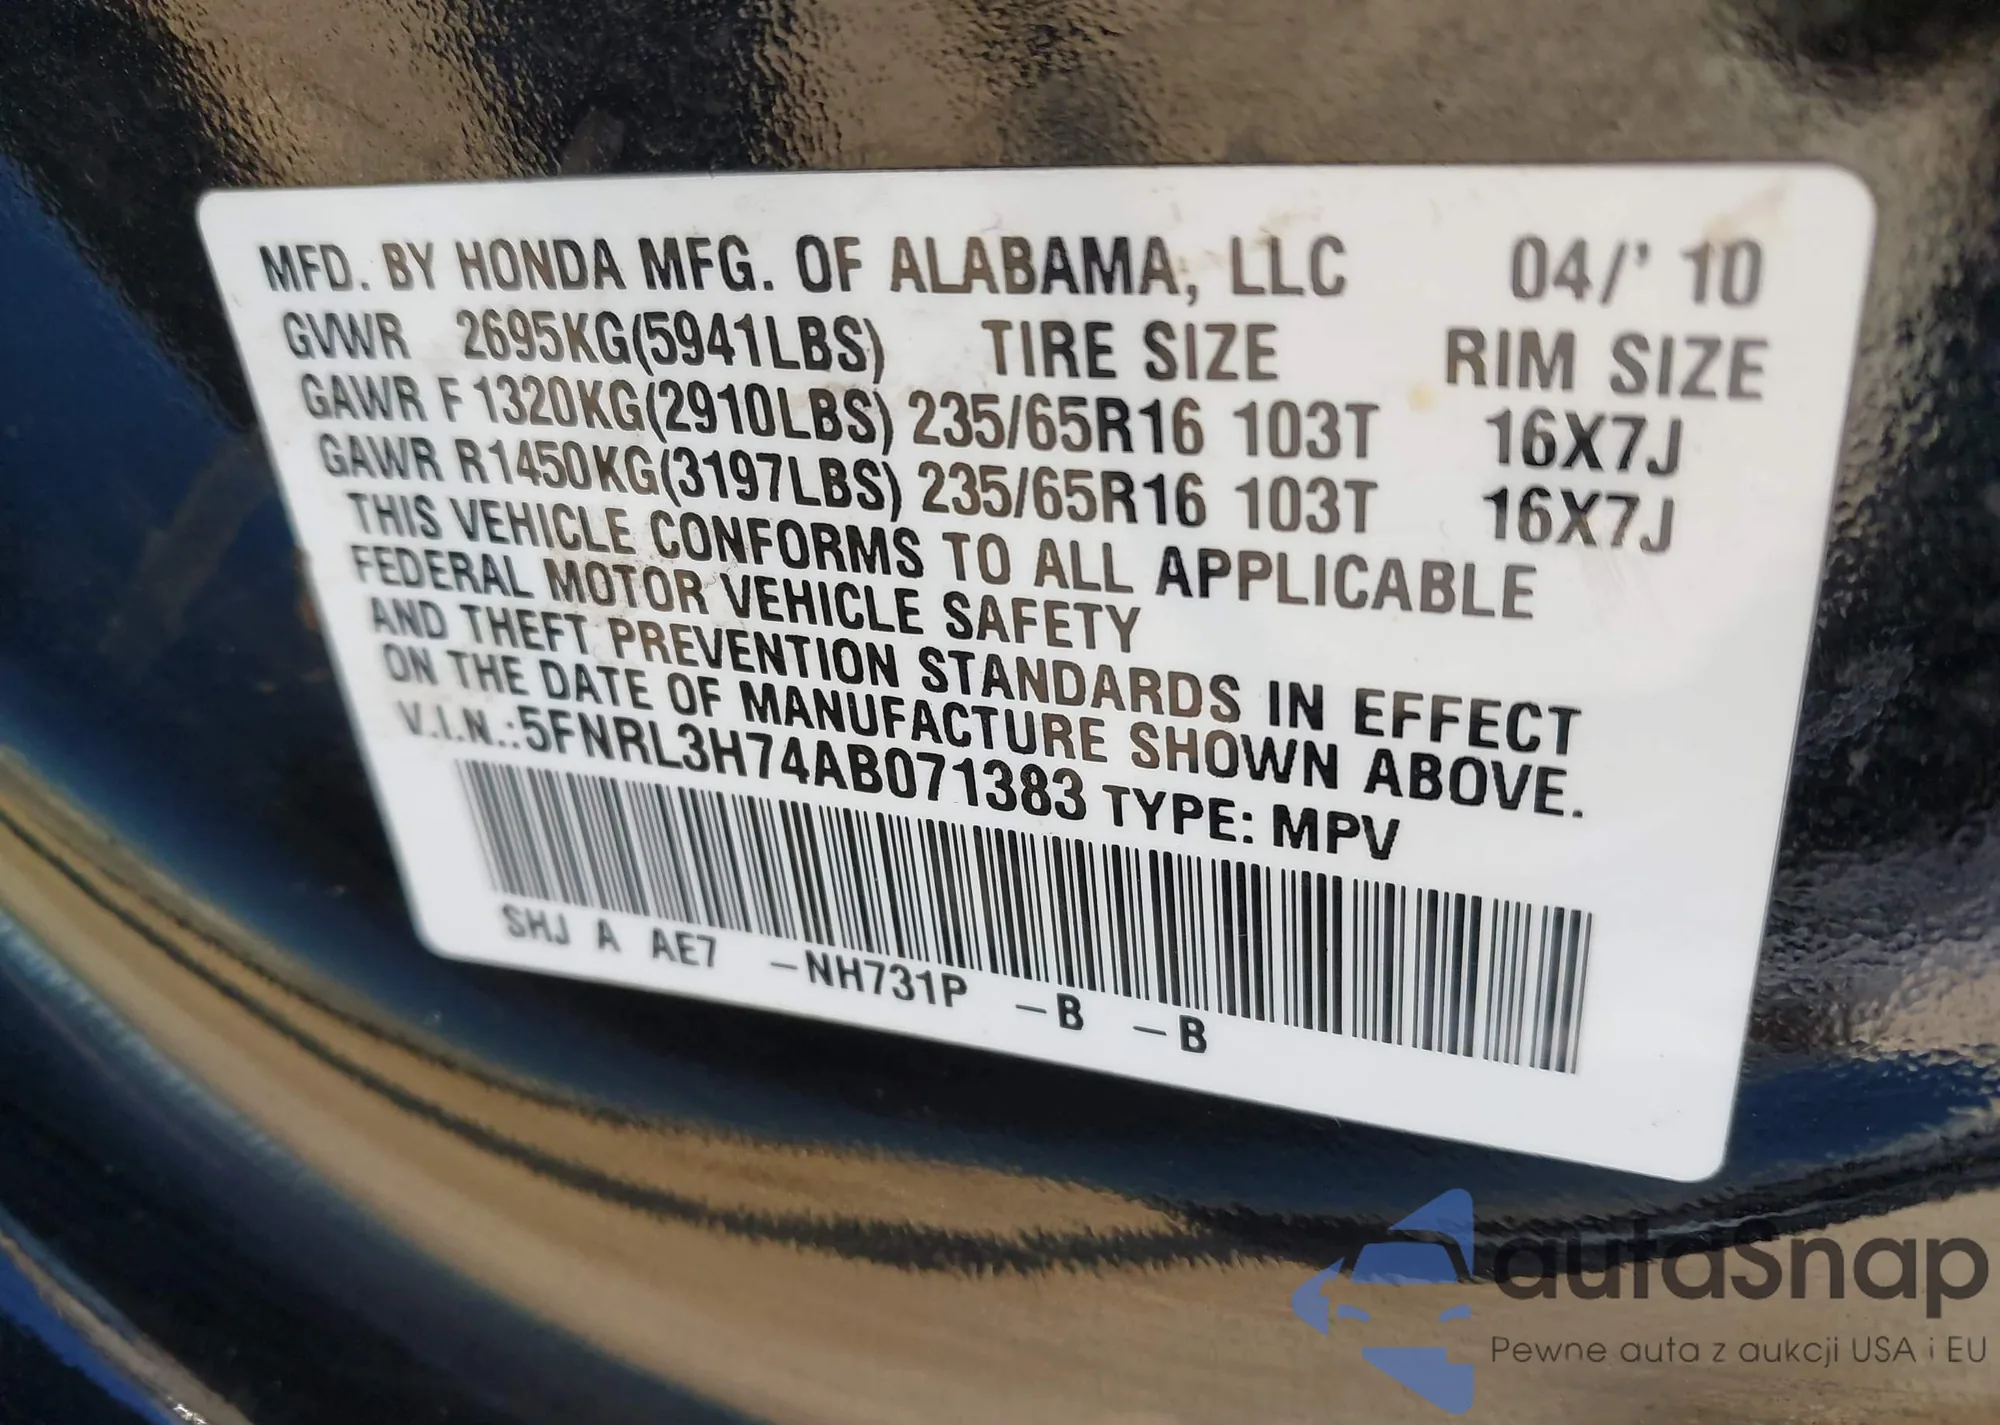 MFD. BY HONDA MFG. OF ALABAMA, LLC 04/' 10
GVWR 2695KG(5941LBS) TIRE SIZE RIM SIZE
GAWR F 1320KG(2910LBS) 235/65R16 103T 16X7J
GAWR R1450KG(3197LBS) 235/65R16 103T 16X7J
THIS VEHICLE CONFORMS TO ALL APPLICABLE
FEDERAL MOTOR VEHICLE SAFETY
AND THEFT PREVENTION STANDARDS IN EFFECT
ON THE DATE OF MANUFACTURE SHOWN ABOVE.
V.I.N.:5FNRL3H74AB071383 TYPE: MPV
SHJ A AE7 -NH731P -B -B
autaSnap
Pewne auta z aukcji USA i EU